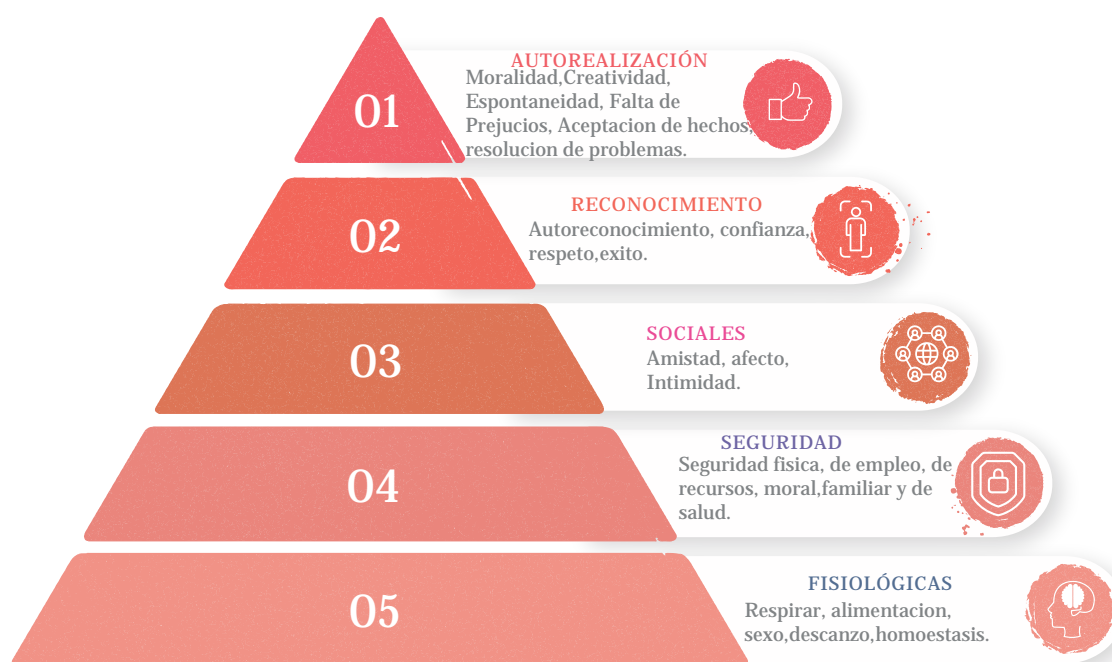 01
AUTOREALIZACIÓN
Moralidad,Creatividad,
Espontaneidad, Falta de
Prejucios, Aceptacion de hechos,
resolucion de problemas.
02
RECONOCIMIENTO
Autoreconocimiento, confianza,
respeto,exito.
03
SOCIALES
Amistad, afecto,
Intimidad.
04
SEGURIDAD
Seguridad fisica, de empleo, de
recursos, moral,familiar y de
salud.
05
FISIOLÓGICAS
Respirar, alimentacion,
sexo,descanzo,homoestasis.